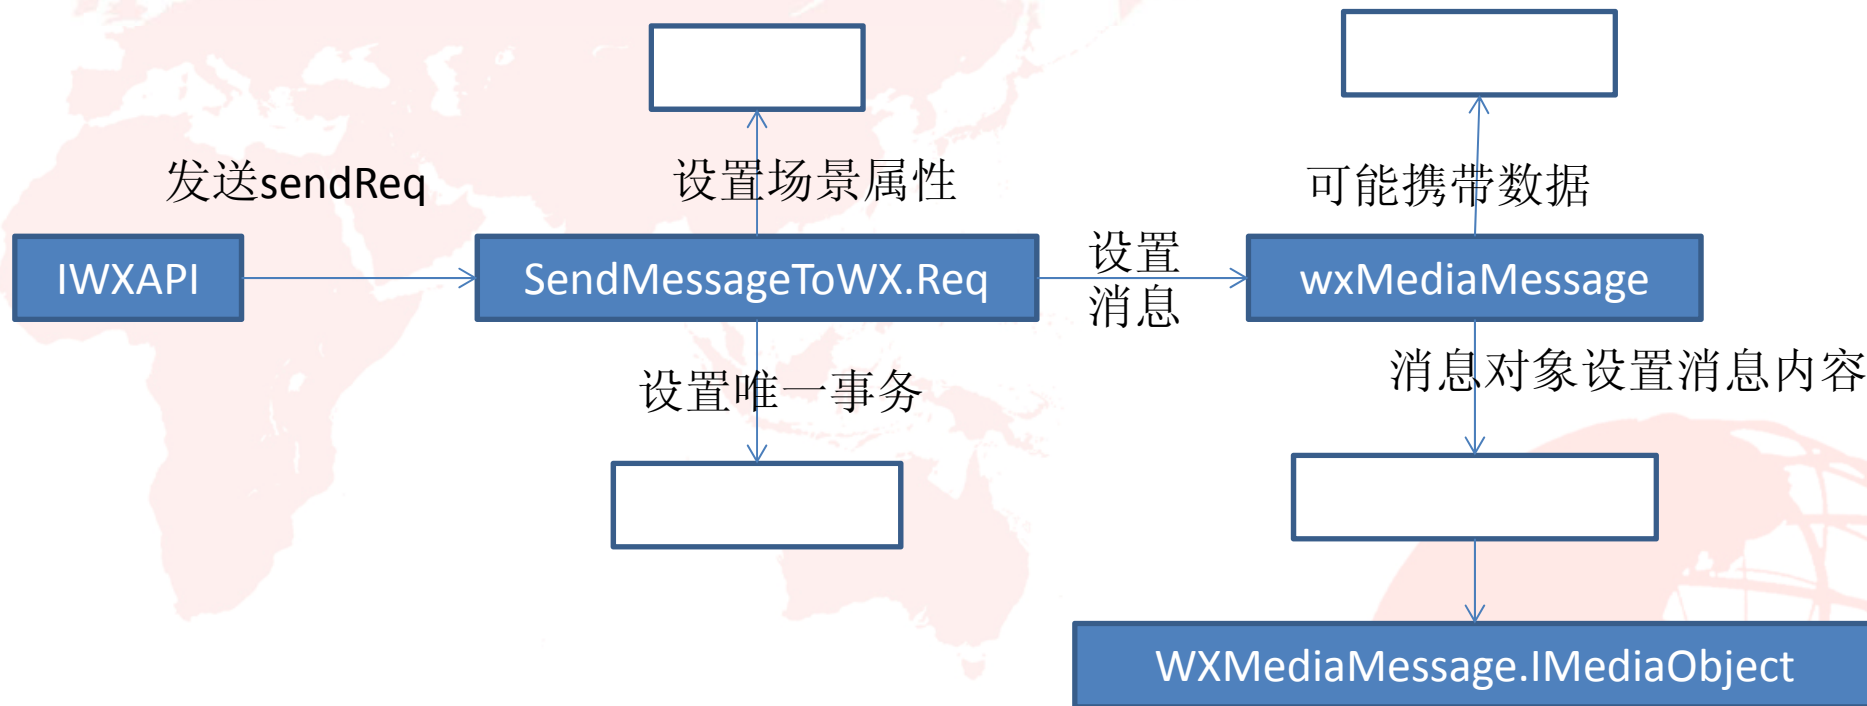 发送sendReq
设置场景属性
可能携带数据
IWXAPI
SendMessageToWX.Req
设置
消息
wxMediaMessage
设置唯一事务
消息对象设置消息内容
WXMediaMessage.IMediaObject